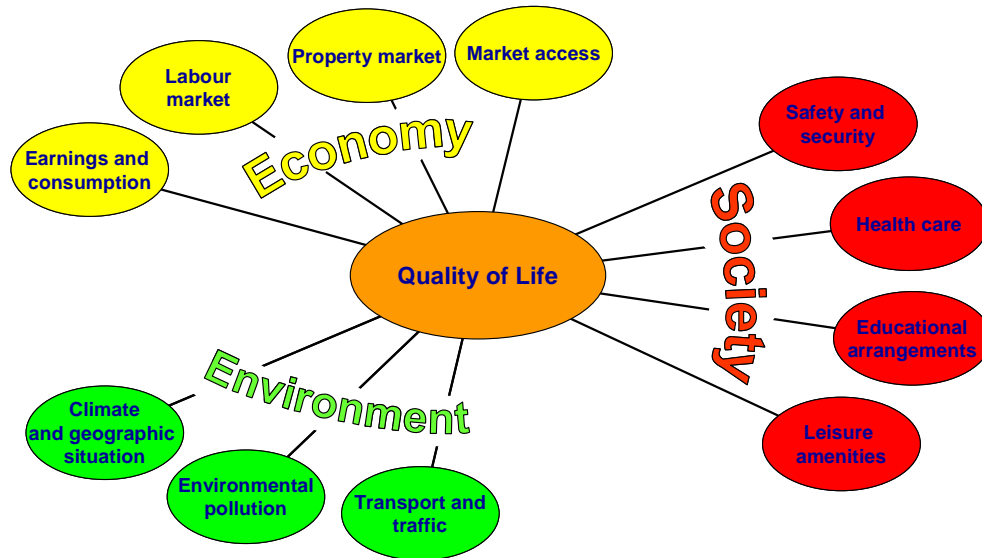 Property market
Market access
Labour
market
Economy
Earnings and
consumption
Safety and
security
Society
Health care
Quality of Life
Educational
arrangements
Environment
Climate
and geographic
situation
Leisure
amenities
Environmental
pollution
Transport and
traffic